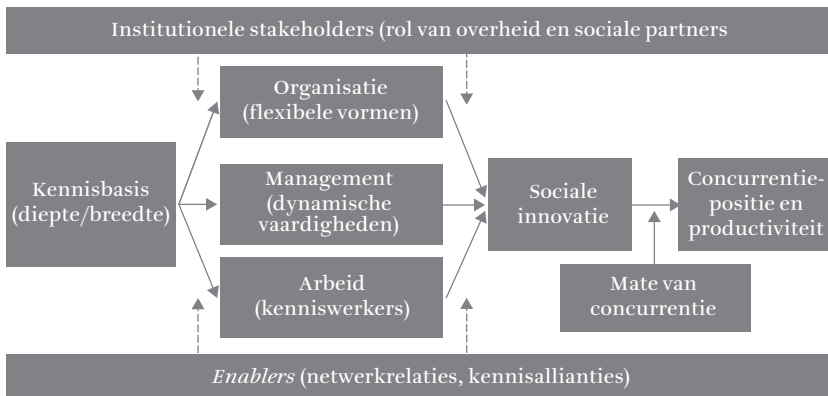 Institutionele stakeholders (rol van overheid en sociale partners
Organisatie
(flexibele vormen)
Kennisbasis
(diepte/breedte)
Management
(dynamische
vaardigheden)
Sociale
innovatie
Concurrentie-
positie en
productiviteit
Arbeid
(kenniswerkers)
Mate van
concurrentie
Enablers (netwerkrelaties, kennisallianties)